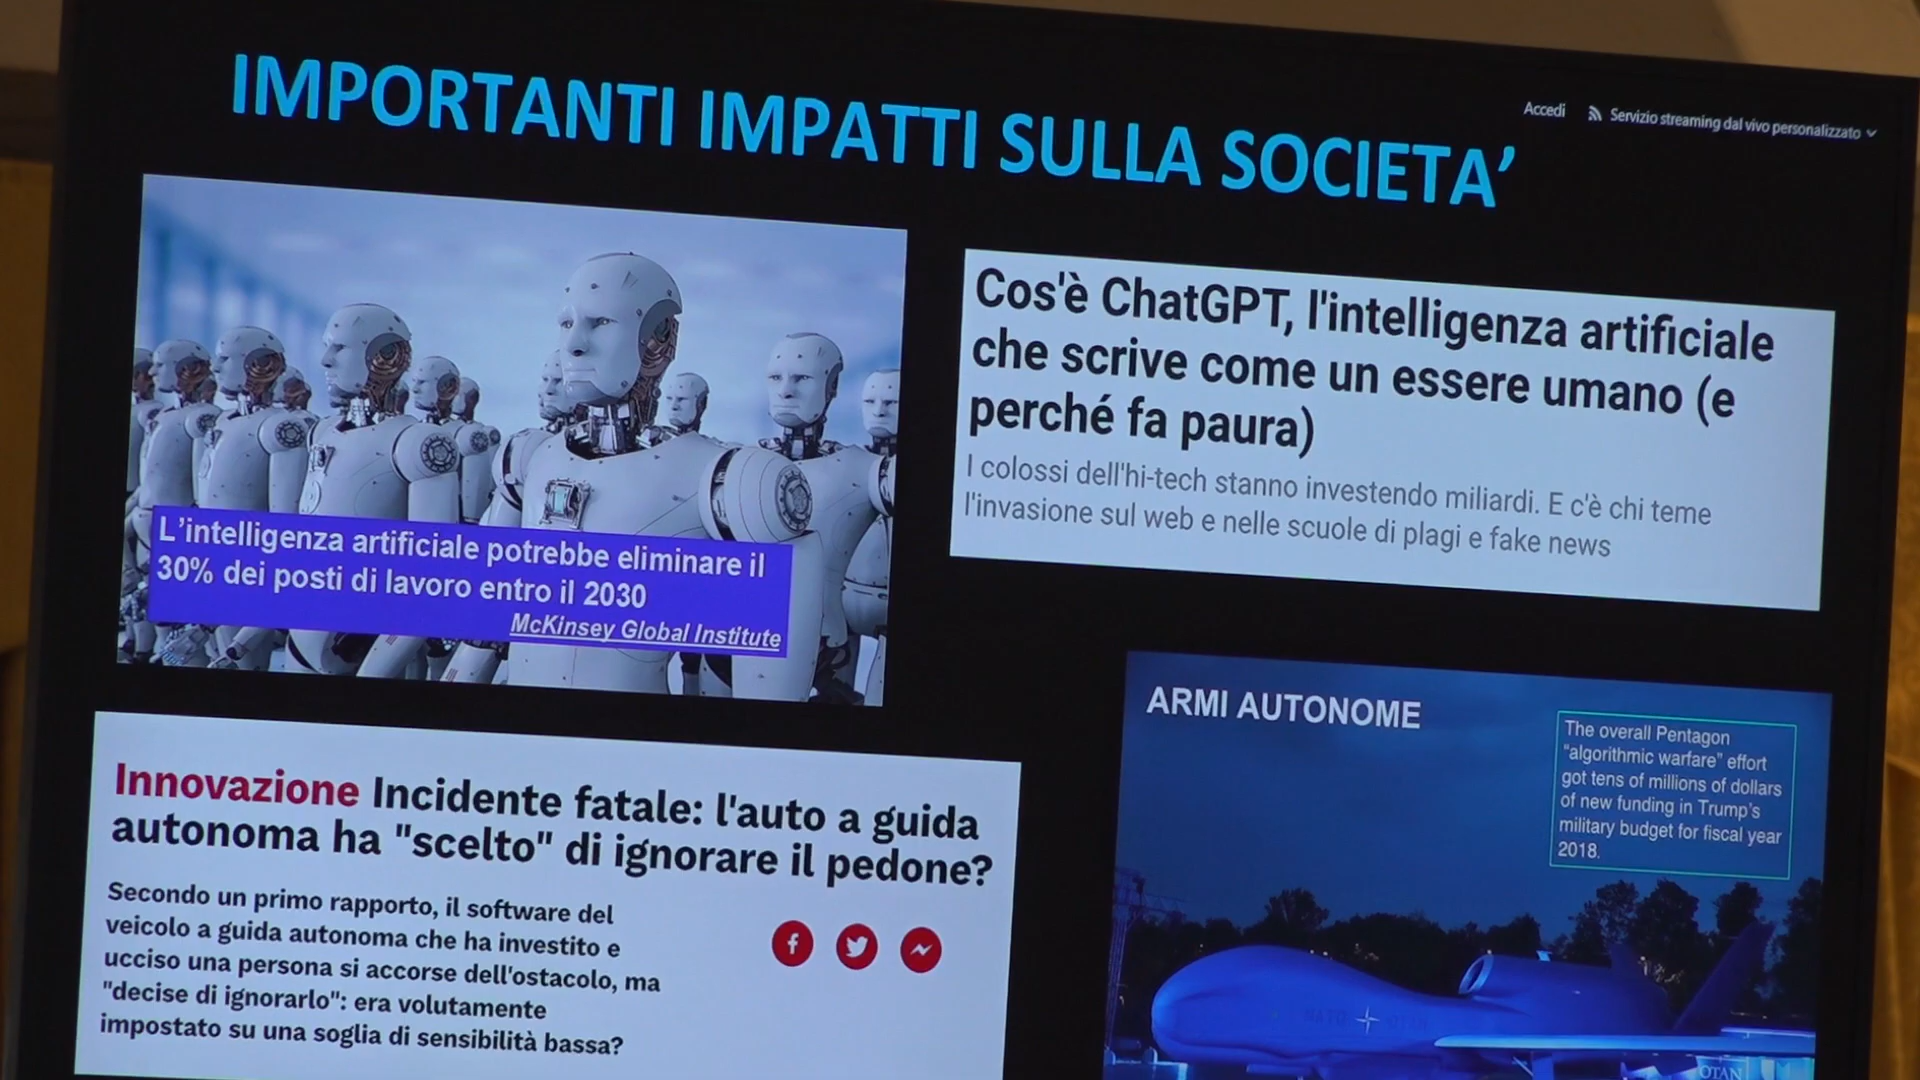 IMPORTANTI IMPATTI SULLA SOCIETA'
Accedi
Servizio streaming dal vivo personalizzato
L'intelligenza artificiale potrebbe eliminare il
30% dei posti di lavoro entro il 2030
McKinsey Global Institute
Cos'è ChatGPT, l'intelligenza artificiale
che scrive come un essere umano (e
perché fa paura)
I colossi dell'hi-tech stanno investendo miliardi. E c'è chi teme
l'invasione sul web e nelle scuole di plagi e fake news
Innovazione Incidente fatale: l'auto a guida
autonoma ha "scelto" di ignorare il pedone?
Secondo un primo rapporto, il software del
veicolo a guida autonoma che ha investito e
ucciso una persona si accorse dell'ostacolo, ma
"decise di ignorarlo": era volutamente
impostato su una soglia di sensibilità bassa?
ARMI AUTONOME
The overall Pentagon
"algorithmic warfare" effort
got tens of millions of dollars
of new funding in Trump's
military budget for fiscal year
2018.
NATO OTAN
OTAN